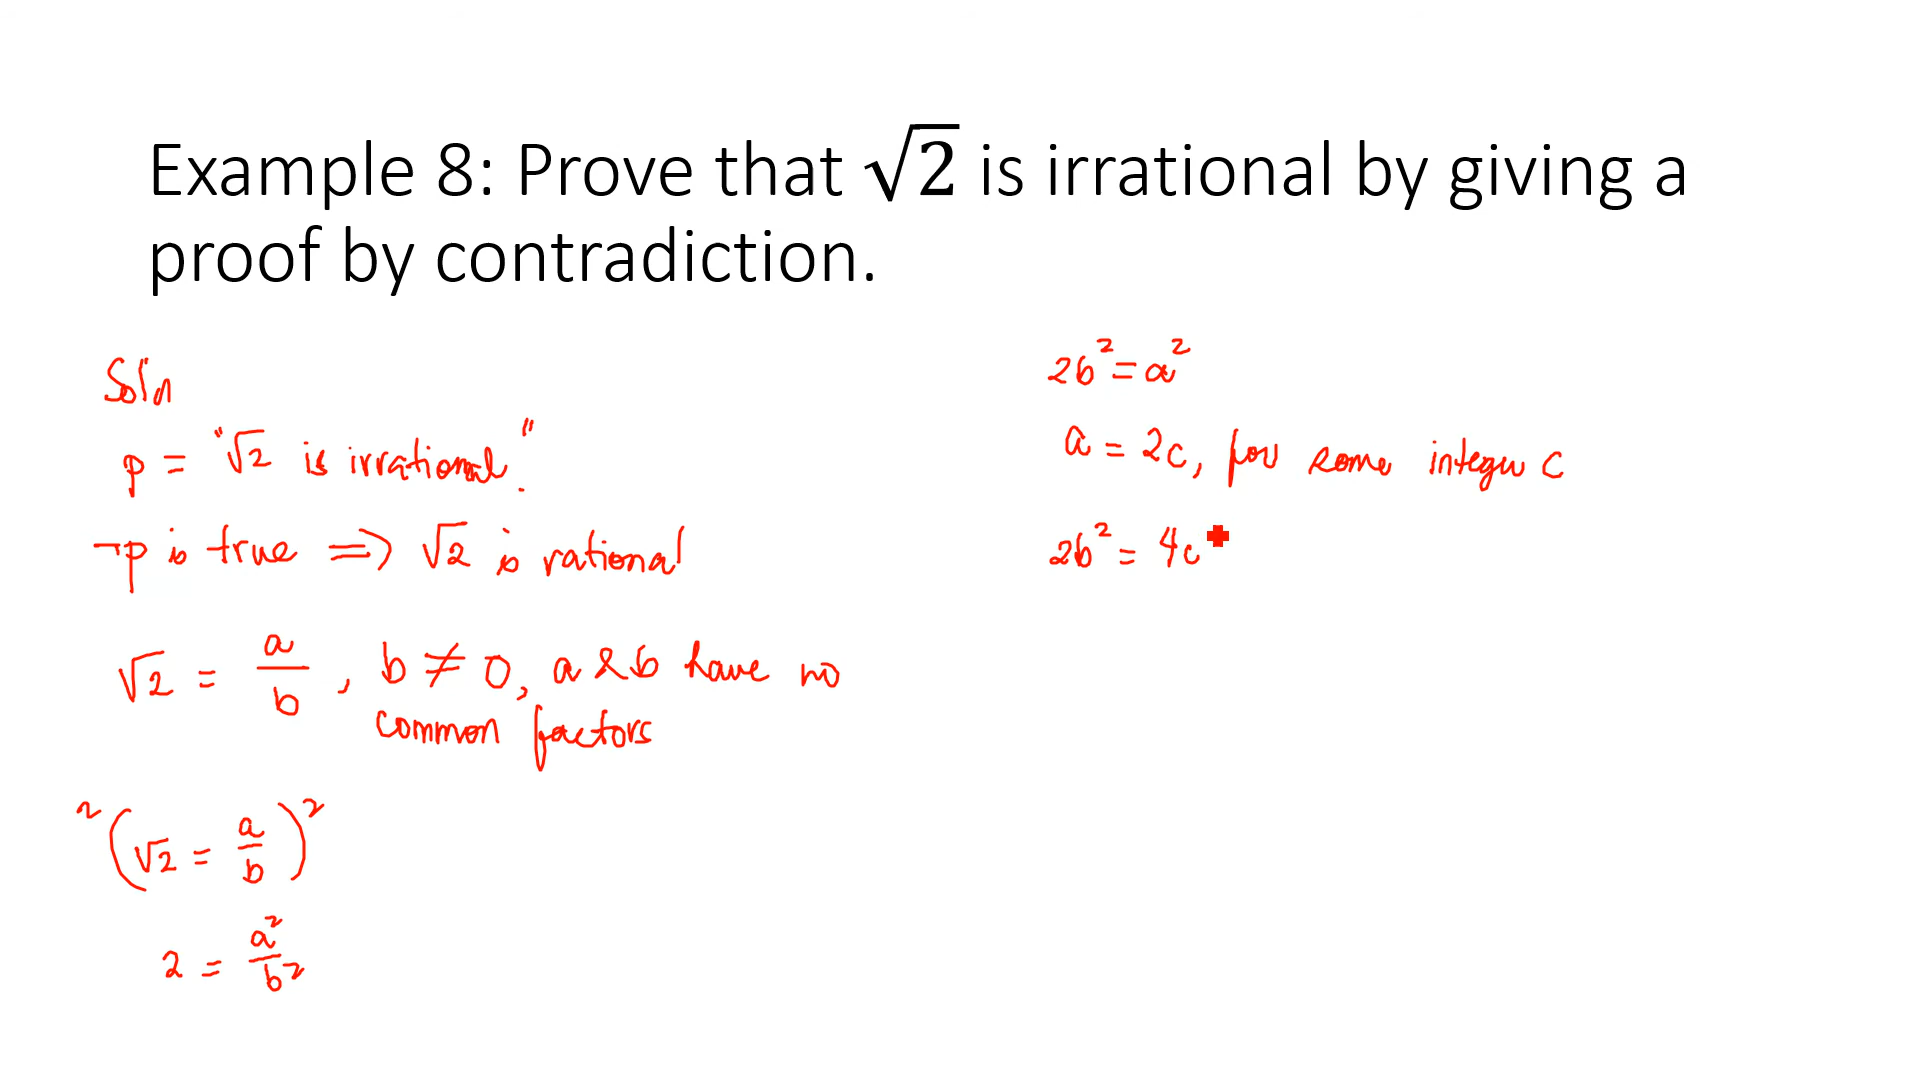 Example 8: Prove that √2 is irrational by giving a
proof by contradiction.
Soln
p = "√2 is irrational."
¬p is true ⟹ √2 is rational
√2 = a/b, b ≠ 0, a & b have no
common factors
²(√2 = a/b)²
2 = a²/b²
2b² = a²
a = 2c, for some integer c
2b² = 4c